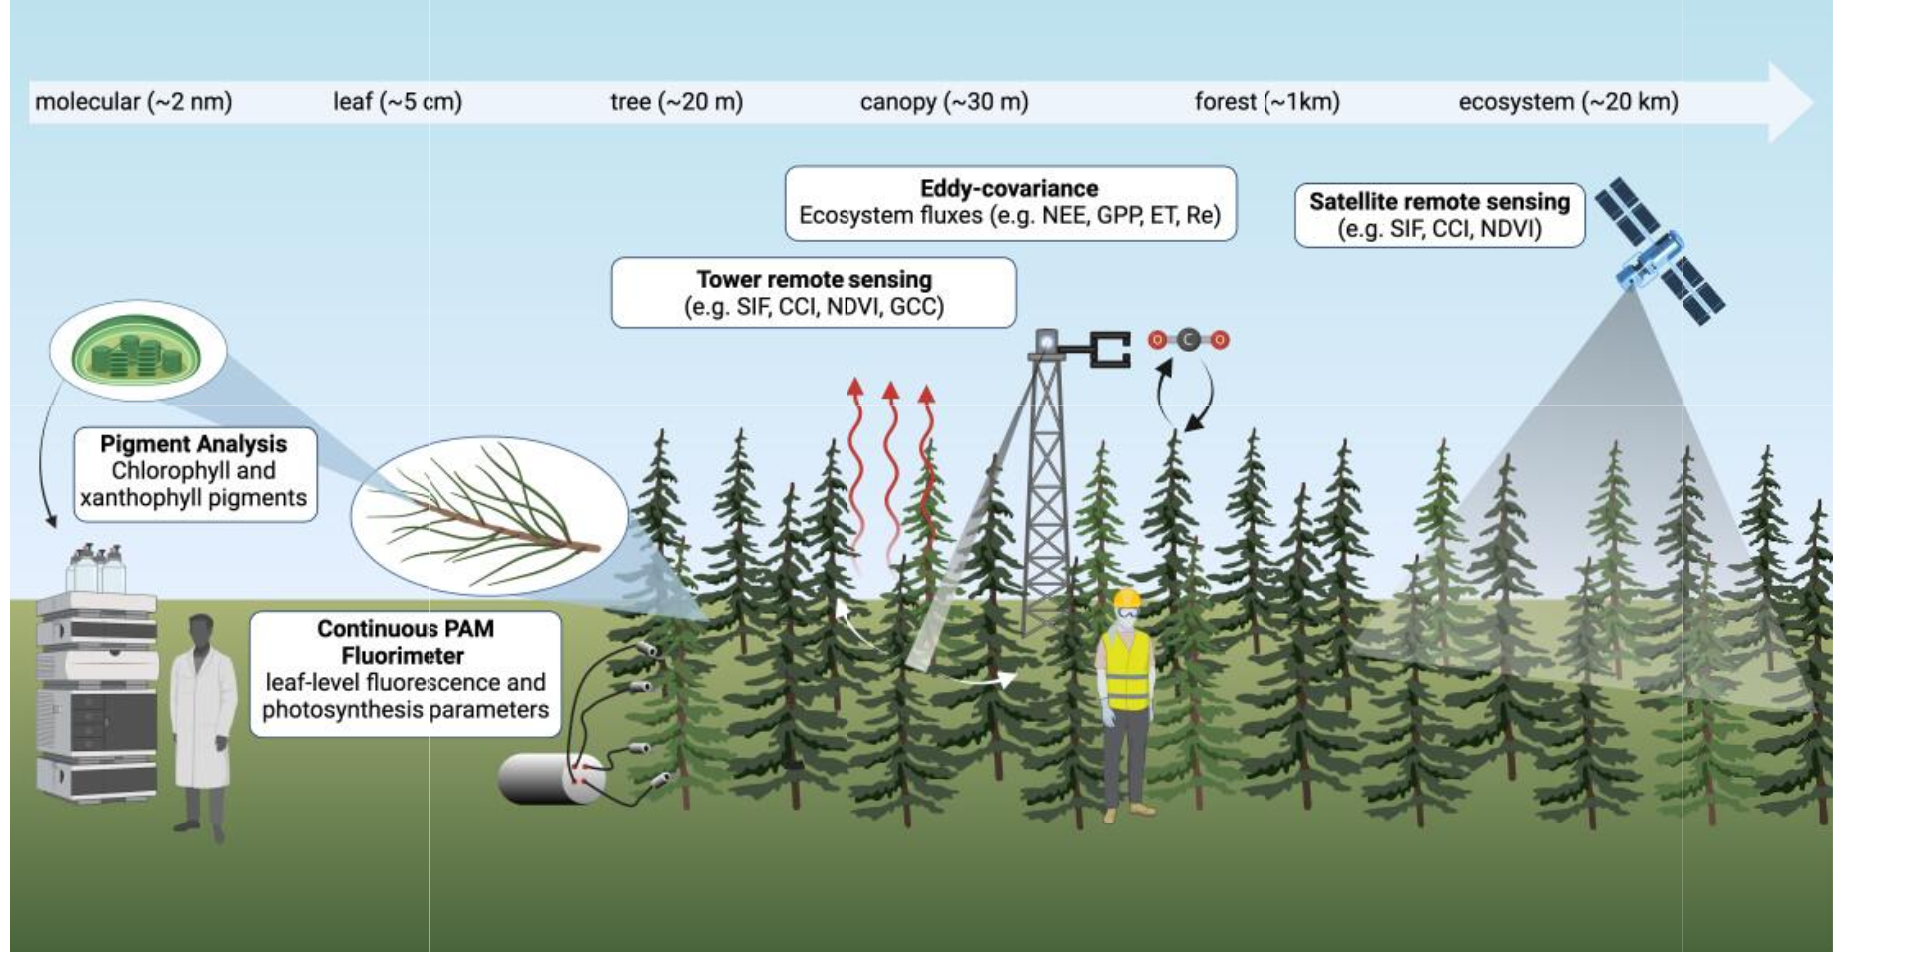 molecular (~2 nm)
leaf (~5 cm)
tree (~20 m)
canopy (~30 m)
forest (~1km)
ecosystem (~20 km)
Eddy-covariance
Ecosystem fluxes (e.g. NEE, GPP, ET, Re)
Satellite remote sensing
(e.g. SIF, CCI, NDVI)
Tower remote sensing
(e.g. SIF, CCI, NDVI, GCC)
O C O
Pigment Analysis
Chlorophyll and
xanthophyll pigments
Continuous PAM
Fluorimeter
leaf-level fluorescence and
photosynthesis parameters